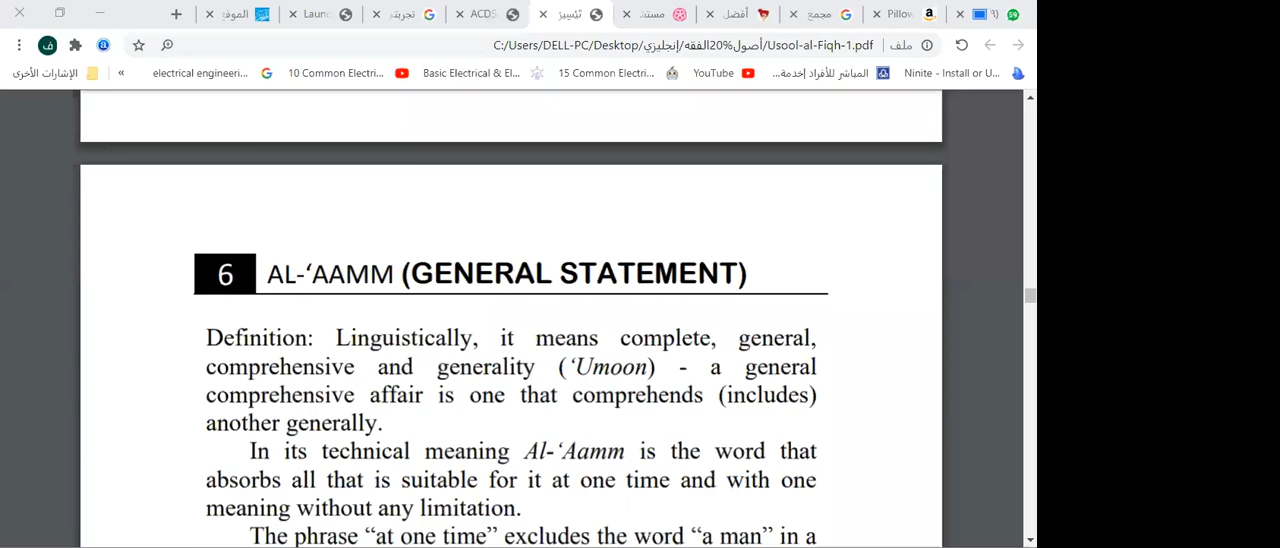 59
(٩
Pillow
مجمع
أفضل
مستند
تَيْسِيرُ
ACDS
تجربتي
Launc
الموقع
ف
C:/Users/DELL-PC/Desktop/أصول%20الفقه/إنجليزي/Usool-al-Fiqh-1.pdf
ملف
Ninite - Install or U...
المباشر للأفراد | خدمة...
YouTube
15 Common Electri...
Basic Electrical & El...
10 Common Electri...
electrical engineeri...
«
الإشارات الأخرى
6 AL-‘AAMM (GENERAL STATEMENT)
Definition: Linguistically, it means complete, general,
comprehensive and generality (‘Umoon) - a general
comprehensive affair is one that comprehends (includes)
another generally.
In its technical meaning Al-‘Aamm is the word that
absorbs all that is suitable for it at one time and with one
meaning without any limitation.
The phrase “at one time” excludes the word “a man” in a